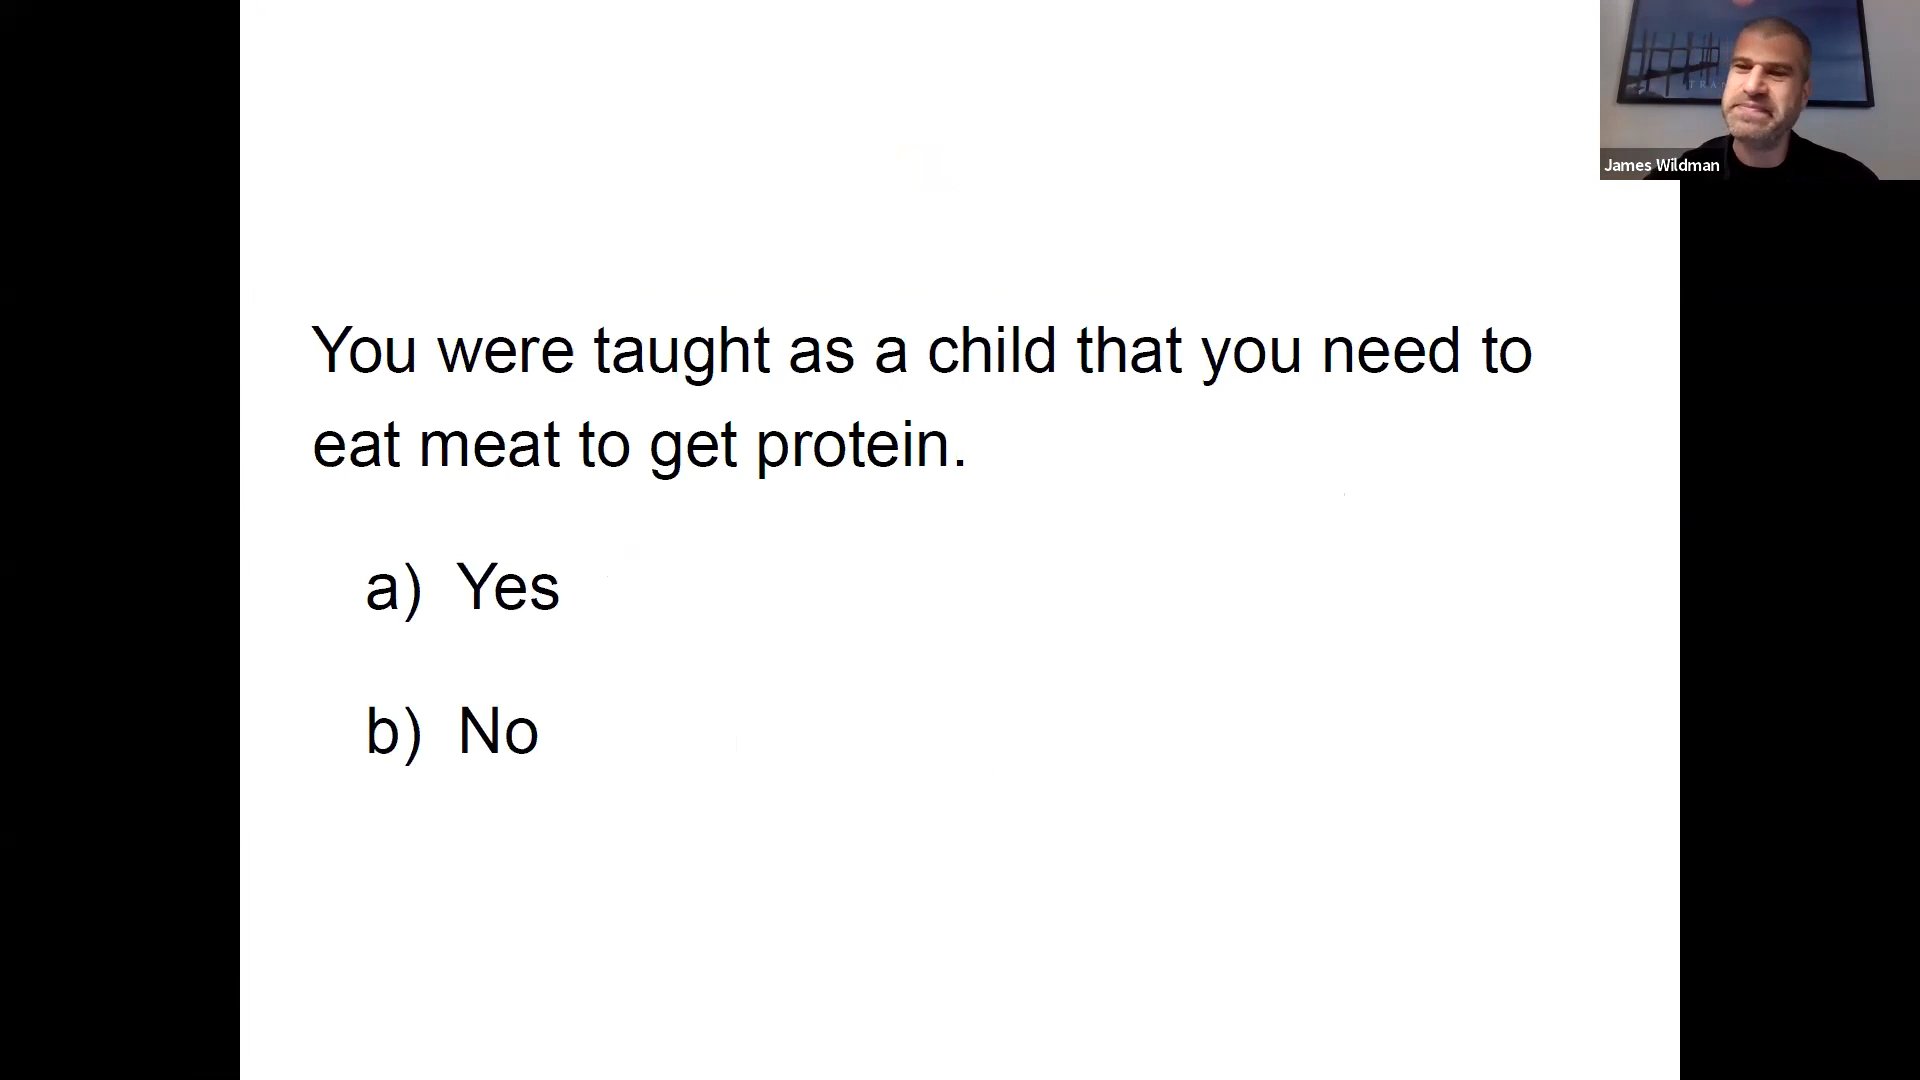 You were taught as a child that you need to
eat meat to get protein.
a) Yes
b) No
James Wildman